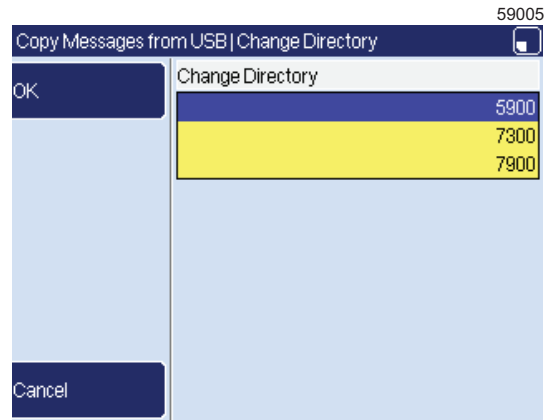 59005
Copy Messages from USB|Change Directory
OK
Change Directory
5900
7300
7900
Cancel